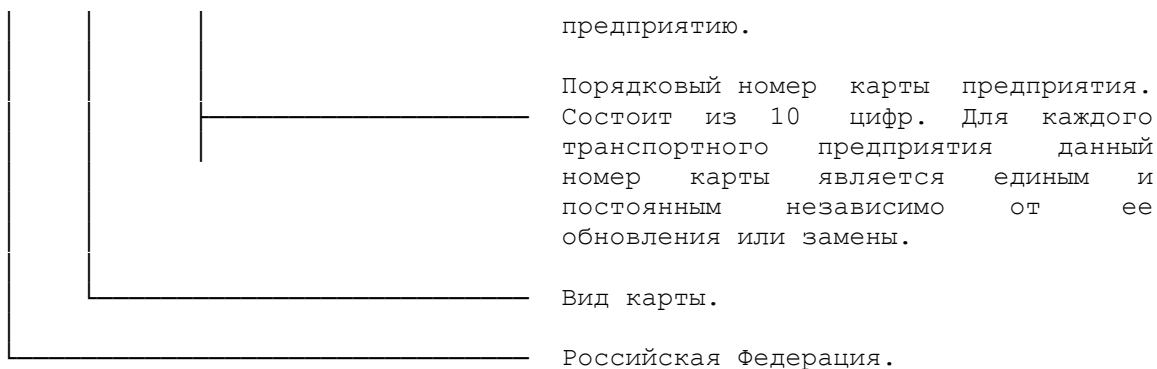 предприятию.
Порядковый номер карты предприятия.
Состоит из 10 цифр. Для каждого
транспортного предприятия данный
номер карты является единым и
постоянным независимо от ее
обновления или замены.
Вид карты.
Российская Федерация.